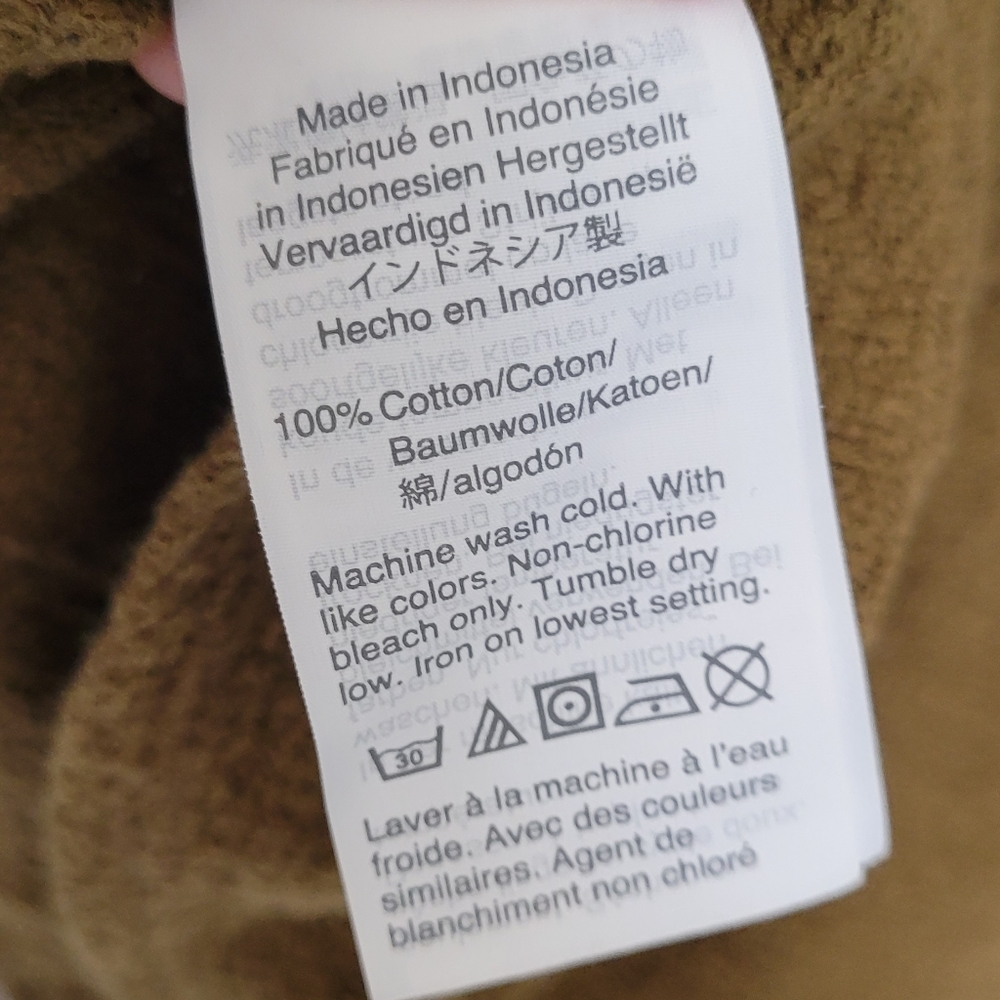 Made in Indonesia
Fabriqué en Indonésie
in Indonesien Hergestellt
Vervaardigd in Indonesië
インドネシア製
Hecho en Indonesia
100% Cotton/Coton/
Baumwolle/Katoen/
綿/algodón
Machine wash cold. With
like colors. Non-chlorine
bleach only. Tumble dry
low. Iron on lowest setting.
30
Laver à la machine à l'eau
froide. Avec des couleurs
similaires. Agent de
blanchiment non chloré